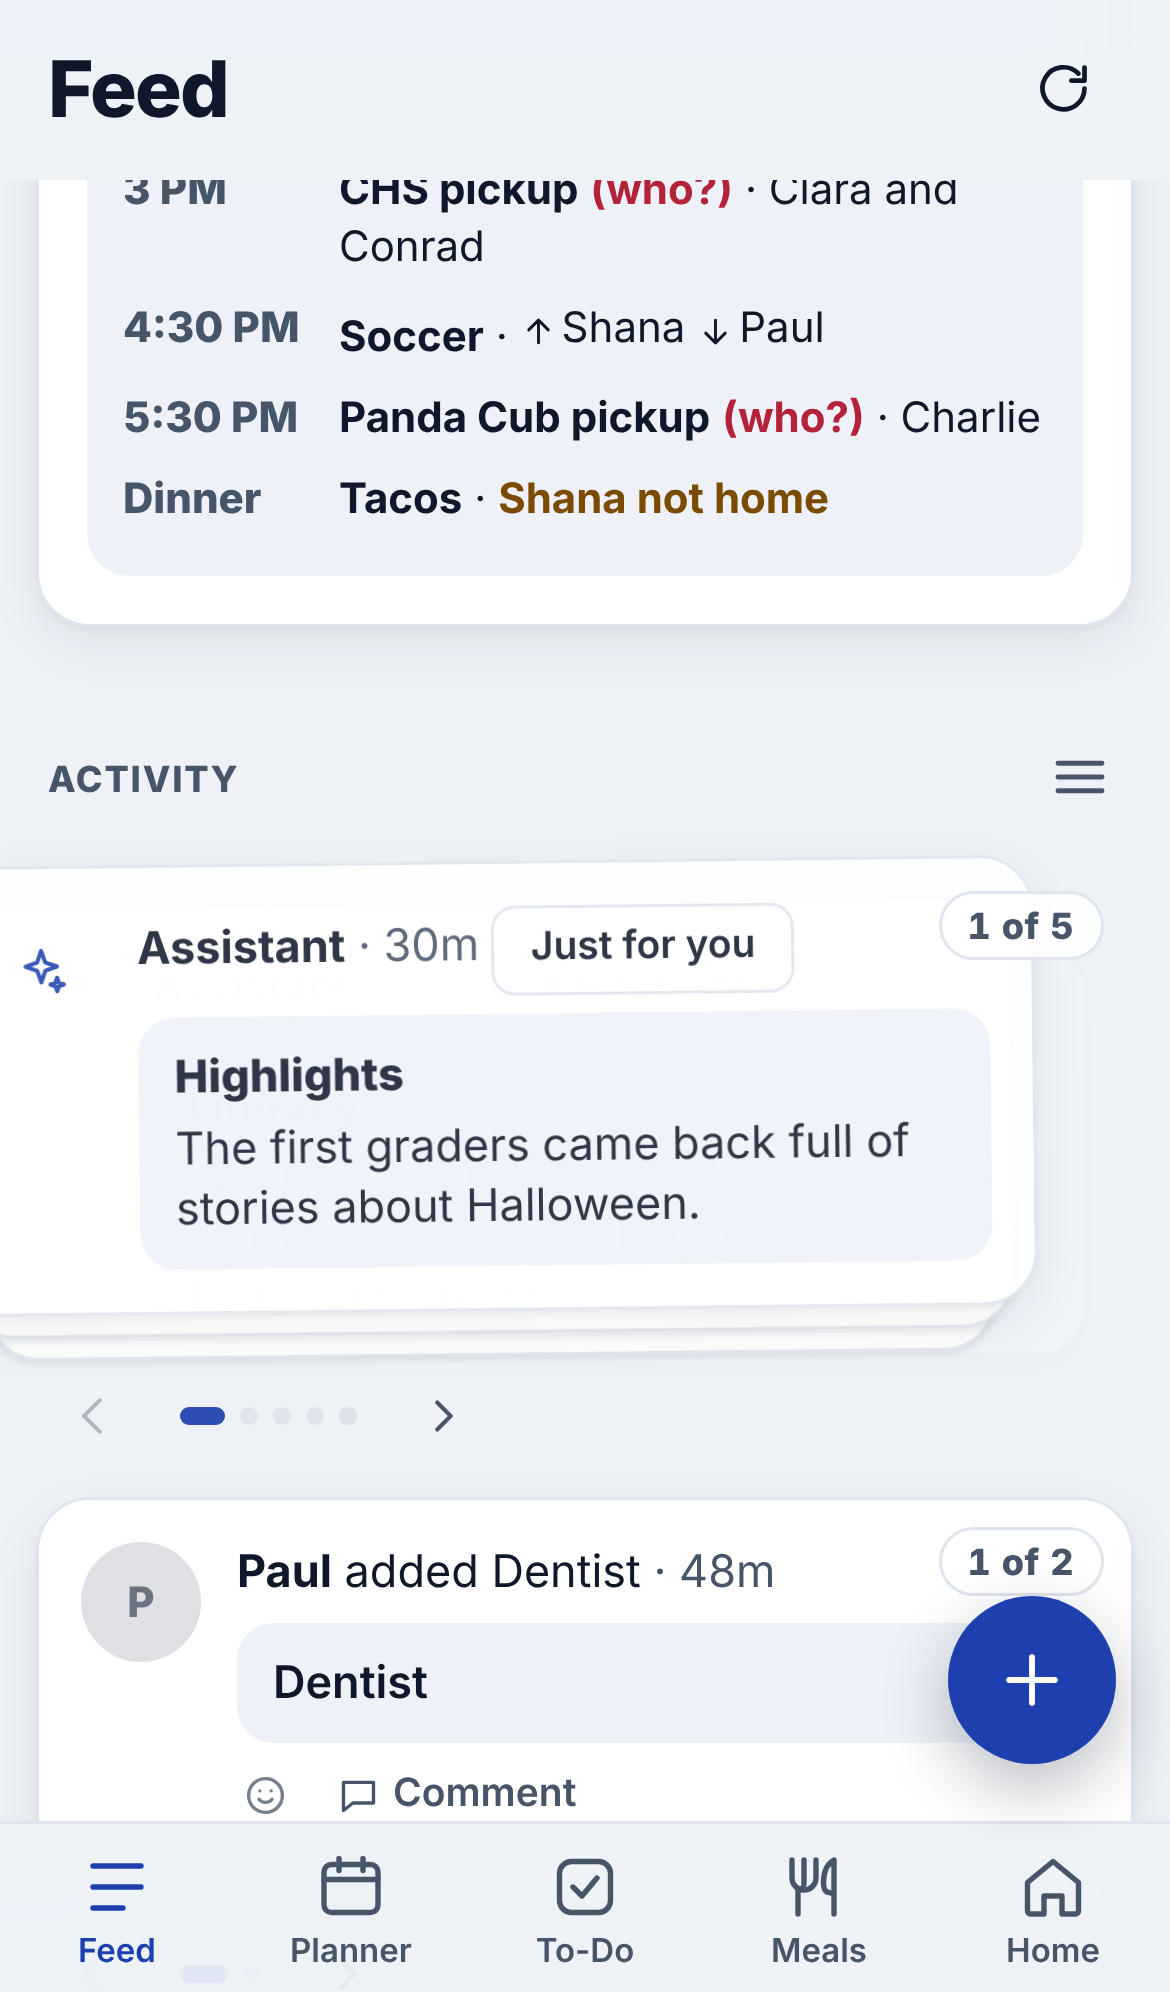 Feed
3 PM CHS pickup (who?) · Clara and
Conrad
4:30 PM Soccer · ↑ Shana ↓ Paul
5:30 PM Panda Cub pickup (who?) · Charlie
Dinner Tacos · Shana not home
ACTIVITY
1 of 5
Assistant · 30m Just for you
Highlights
The first graders came back full of
stories about Halloween.
Paul added Dentist · 48m
1 of 2
P
Dentist
Comment
Feed Planner To-Do Meals Home